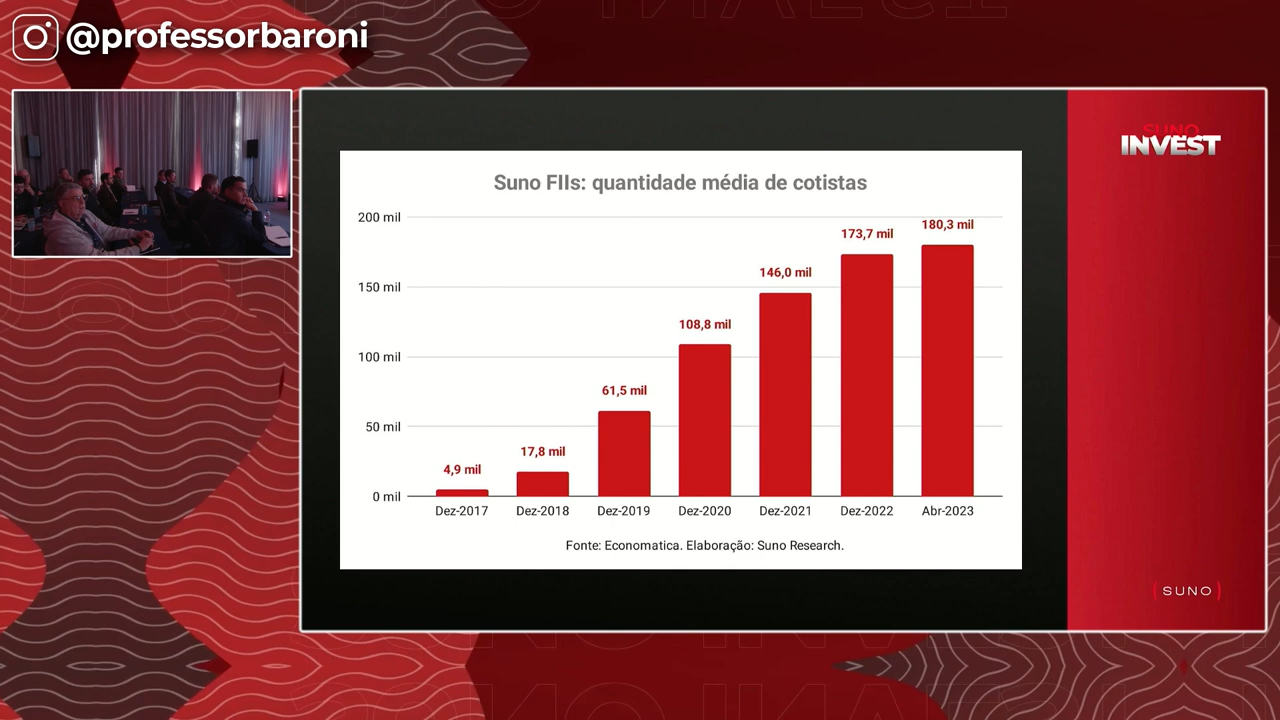 @professorbaroni
SUNO
INVEST
Suno FIIs: quantidade média de cotistas
200 mil
150 mil
100 mil
50 mil
0 mil
4,9 mil
17,8 mil
61,5 mil
108,8 mil
146,0 mil
173,7 mil
180,3 mil
Dez-2017
Dez-2018
Dez-2019
Dez-2020
Dez-2021
Dez-2022
Abr-2023
Fonte: Economatica. Elaboração: Suno Research.
(SUNO)